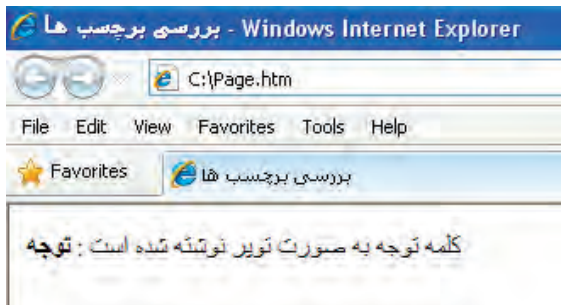 بررسی برچسب ها - Windows Internet Explorer
C:\Page.htm
File Edit View Favorites Tools Help
Favorites بررسی برچسب ها
کلمه توجه به صورت توپر نوشته شده است : توجه